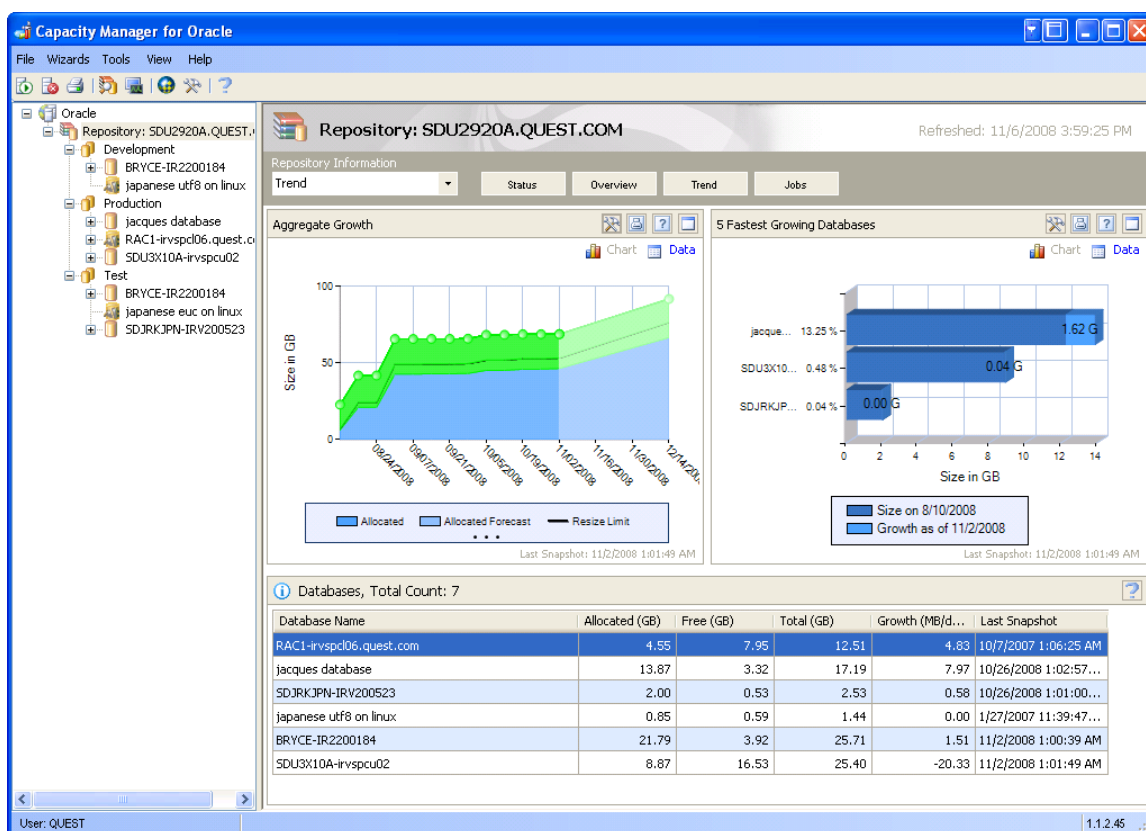 Capacity Manager for Oracle
File Wizards Tools View Help
Oracle
Repository: SDU2920A.QUEST.
Development
BRYCE-IR2200184
japanese utf8 on linux
Production
jacques database
RAC1-irvspcl06.quest.c
SDU3X10A-irvspcu02
Test
BRYCE-IR2200184
japanese euc on linux
SDJRKJPN-IRV200523
Repository: SDU2920A.QUEST.COM
Refreshed: 11/6/2008 3:59:25 PM
Repository Information
Trend Status Overview Trend Jobs
Aggregate Growth
Chart Data
Size in GB
100
50
0
08/24/2008 09/07/2008 09/21/2008 10/05/2008 10/19/2008 11/02/2008 11/16/2008 11/30/2008 12/14/200
Allocated Allocated Forecast Resize Limit
• • •
Last Snapshot: 11/2/2008 1:01:49 AM
5 Fastest Growing Databases
Chart Data
jacque... 13.25 % 1.62 G
SDU3X10... 0.48 % 0.04 G
SDJRKJP... 0.04 % 0.00 G
0 2 4 6 8 10 12 14
Size in GB
Size on 8/10/2008
Growth as of 11/2/2008
Last Snapshot: 11/2/2008 1:01:49 AM
Databases, Total Count: 7
Database Name Allocated (GB) Free (GB) Total (GB) Growth (MB/d... Last Snapshot
RAC1-irvspcl06.quest.com 4.55 7.95 12.51 4.83 10/7/2007 1:06:25 AM
jacques database 13.87 3.32 17.19 7.97 10/26/2008 1:02:57...
SDJRKJPN-IRV200523 2.00 0.53 2.53 0.58 10/26/2008 1:01:00...
japanese utf8 on linux 0.85 0.59 1.44 0.00 1/27/2007 11:39:47...
BRYCE-IR2200184 21.79 3.92 25.71 1.51 11/2/2008 1:00:39 AM
SDU3X10A-irvspcu02 8.87 16.53 25.40 -20.33 11/2/2008 1:01:49 AM
User: QUEST
1.1.2.45